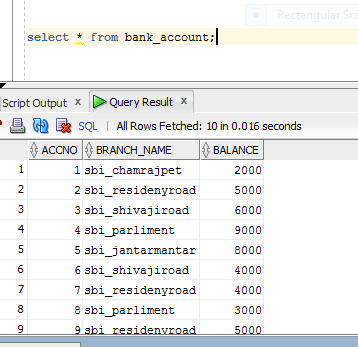 Rectangular Sni
select * from bank_account;
Script Output x Query Result x
SQL | All Rows Fetched: 10 in 0.016 seconds
ACCNO BRANCH_NAME BALANCE
1 1 sbi_chamrajpet 2000
2 2 sbi_residenyroad 5000
3 3 sbi_shivajiroad 6000
4 4 sbi_parliment 9000
5 5 sbi_jantarmantar 8000
6 6 sbi_shivajiroad 4000
7 7 sbi_residenyroad 4000
8 8 sbi_parliment 3000
9 9 sbi_residenyroad 5000